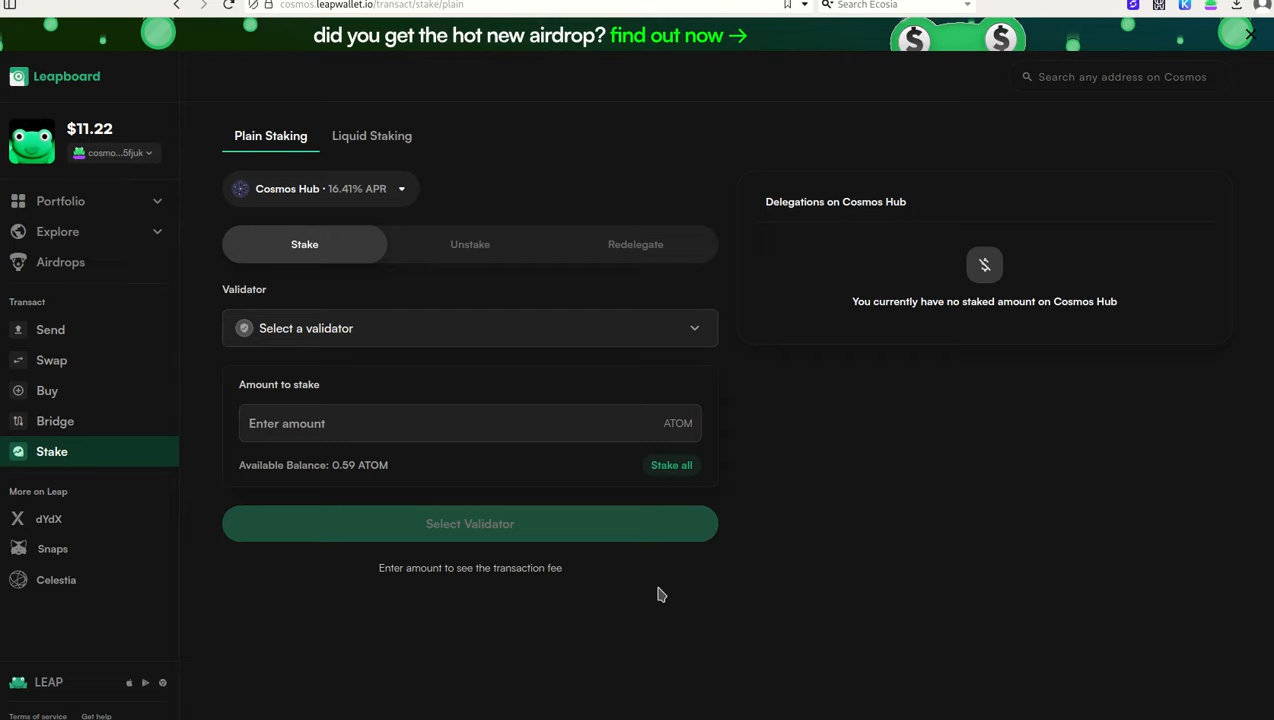 cosmos.leapwallet.io/transact/stake/plain
Search Ecosia
did you get the hot new airdrop? find out now →
Leapboard
Search any address on Cosmos
$11.22
cosmo...5fjuk
Portfolio
Explore
Airdrops
Transact
Send
Swap
Buy
Bridge
Stake
More on Leap
dYdX
Snaps
Celestia
LEAP
Terms of service Get help
Plain Staking Liquid Staking
Cosmos Hub • 16.41% APR
Stake Unstake Redelegate
Validator
Select a validator
Amount to stake
Enter amount ATOM
Available Balance: 0.59 ATOM Stake all
Select Validator
Enter amount to see the transaction fee
Delegations on Cosmos Hub
You currently have no staked amount on Cosmos Hub